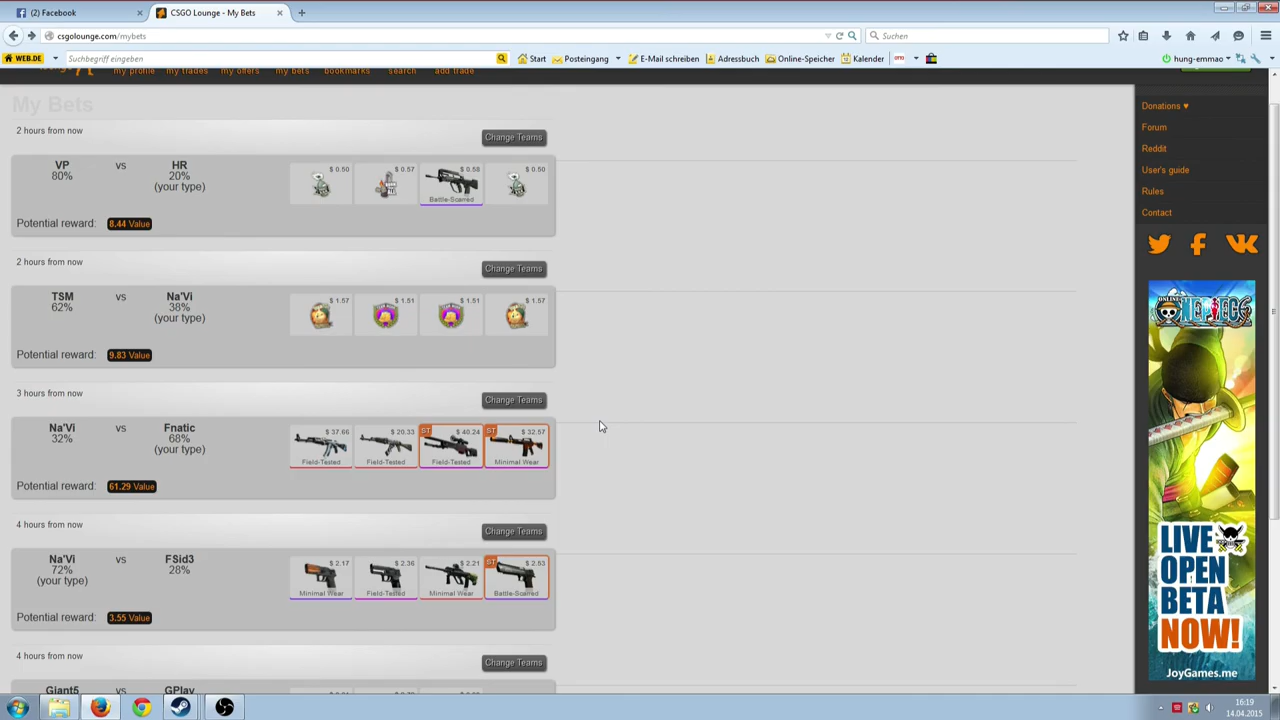 (2) Facebook
CSGO Lounge - My Bets
csgolounge.com/mybets
Suchen
WEB.DE
Suchbegriff eingeben
Start
Posteingang
E-Mail schreiben
Adressbuch
Online-Speicher
Kalender
hung-emmao
my profile
my trades
my offers
my bets
bookmarks
search
add trade
My Bets
2 hours from now
Change Teams
VP vs HR
80% 20%
(your type)
$ 0.50
$ 0.57
$ 0.58
Battle-Scarred
$ 0.50
Potential reward: 8.44 Value
2 hours from now
Change Teams
TSM vs Na'Vi
62% 38%
(your type)
$ 1.57
$ 1.51
$ 1.51
$ 1.57
Potential reward: 9.83 Value
3 hours from now
Change Teams
Na'Vi vs Fnatic
32% 68%
(your type)
$ 37.66
Field-Tested
$ 20.33
Field-Tested
ST $ 40.24
Field-Tested
ST $ 32.57
Minimal Wear
Potential reward: 61.29 Value
4 hours from now
Change Teams
Na'Vi vs FSid3
72% 28%
(your type)
$ 2.17
Minimal Wear
$ 2.36
Field-Tested
$ 2.21
Minimal Wear
ST $ 2.53
Battle-Scarred
Potential reward: 3.55 Value
4 hours from now
Change Teams
Giant5 vs GPlay
Donations ♥
Forum
Reddit
User's guide
Rules
Contact
ONE PIECE
LIVE
OPEN
BETA
NOW!
JoyGames.me
16:19
14.04.2015